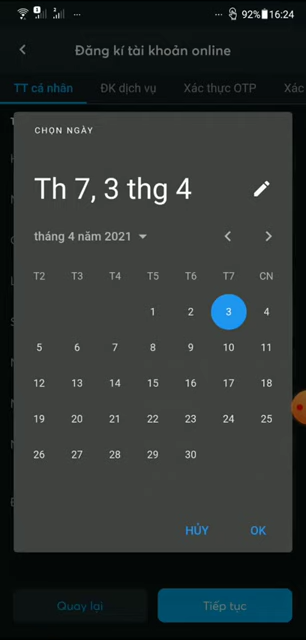 92% 16:24
Đăng kí tài khoản online
TT cá nhân ĐK dịch vụ Xác thực OTP Xác
CHỌN NGÀY
Th 7, 3 thg 4
tháng 4 năm 2021
T2 T3 T4 T5 T6 T7 CN
1 2 3 4
5 6 7 8 9 10 11
12 13 14 15 16 17 18
19 20 21 22 23 24 25
26 27 28 29 30
HỦY OK
Quay lại Tiếp tục